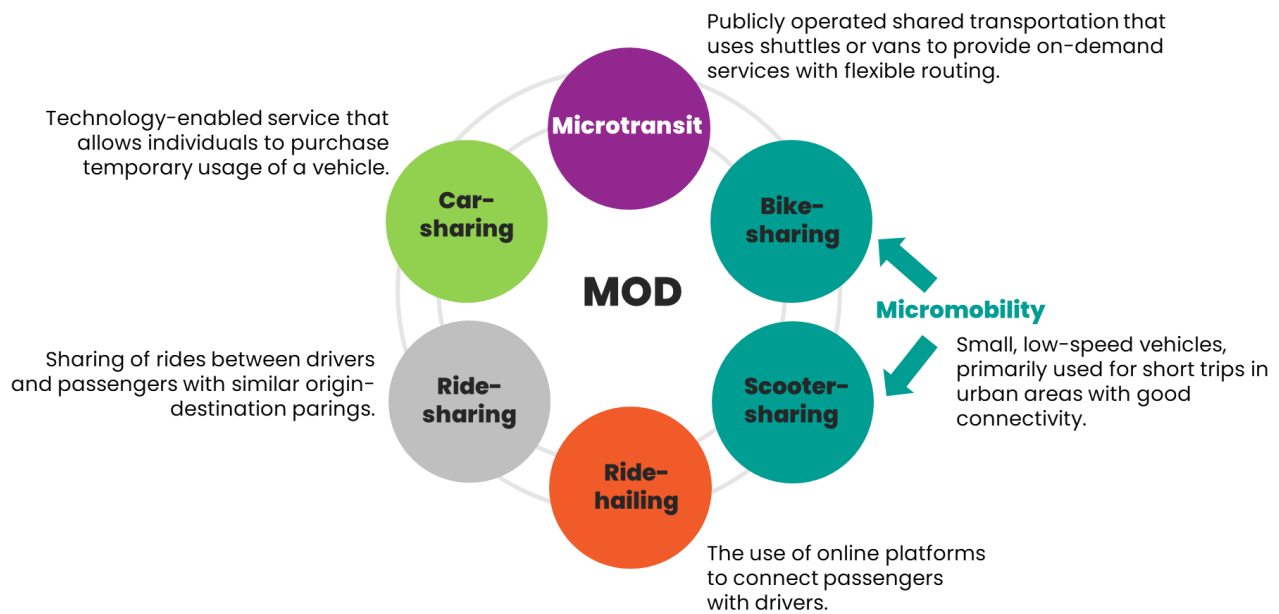 Publicly operated shared transportation that
uses shuttles or vans to provide on-demand
services with flexible routing.
Microtransit
Technology-enabled service that
allows individuals to purchase
temporary usage of a vehicle.
Car-
sharing
Bike-
sharing
MOD
Micromobility
Small, low-speed vehicles,
primarily used for short trips in
urban areas with good
connectivity.
Sharing of rides between drivers
and passengers with similar origin-
destination parings.
Ride-
sharing
Scooter-
sharing
Ride-
hailing
The use of online platforms
to connect passengers
with drivers.